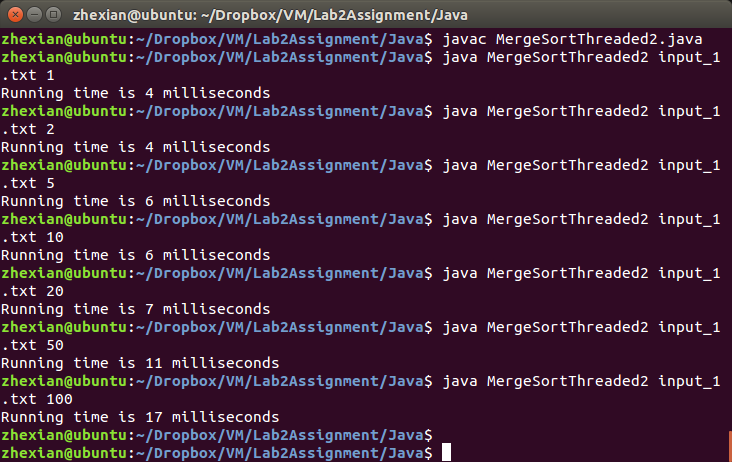 zhexian@ubuntu: ~/Dropbox/VM/Lab2Assignment/Java
zhexian@ubuntu:~/Dropbox/VM/Lab2Assignment/Java$ javac MergeSortThreaded2.java
zhexian@ubuntu:~/Dropbox/VM/Lab2Assignment/Java$ java MergeSortThreaded2 input_1
.txt 1
Running time is 4 milliseconds
zhexian@ubuntu:~/Dropbox/VM/Lab2Assignment/Java$ java MergeSortThreaded2 input_1
.txt 2
Running time is 4 milliseconds
zhexian@ubuntu:~/Dropbox/VM/Lab2Assignment/Java$ java MergeSortThreaded2 input_1
.txt 5
Running time is 6 milliseconds
zhexian@ubuntu:~/Dropbox/VM/Lab2Assignment/Java$ java MergeSortThreaded2 input_1
.txt 10
Running time is 6 milliseconds
zhexian@ubuntu:~/Dropbox/VM/Lab2Assignment/Java$ java MergeSortThreaded2 input_1
.txt 20
Running time is 7 milliseconds
zhexian@ubuntu:~/Dropbox/VM/Lab2Assignment/Java$ java MergeSortThreaded2 input_1
.txt 50
Running time is 11 milliseconds
zhexian@ubuntu:~/Dropbox/VM/Lab2Assignment/Java$ java MergeSortThreaded2 input_1
.txt 100
Running time is 17 milliseconds
zhexian@ubuntu:~/Dropbox/VM/Lab2Assignment/Java$
zhexian@ubuntu:~/Dropbox/VM/Lab2Assignment/Java$